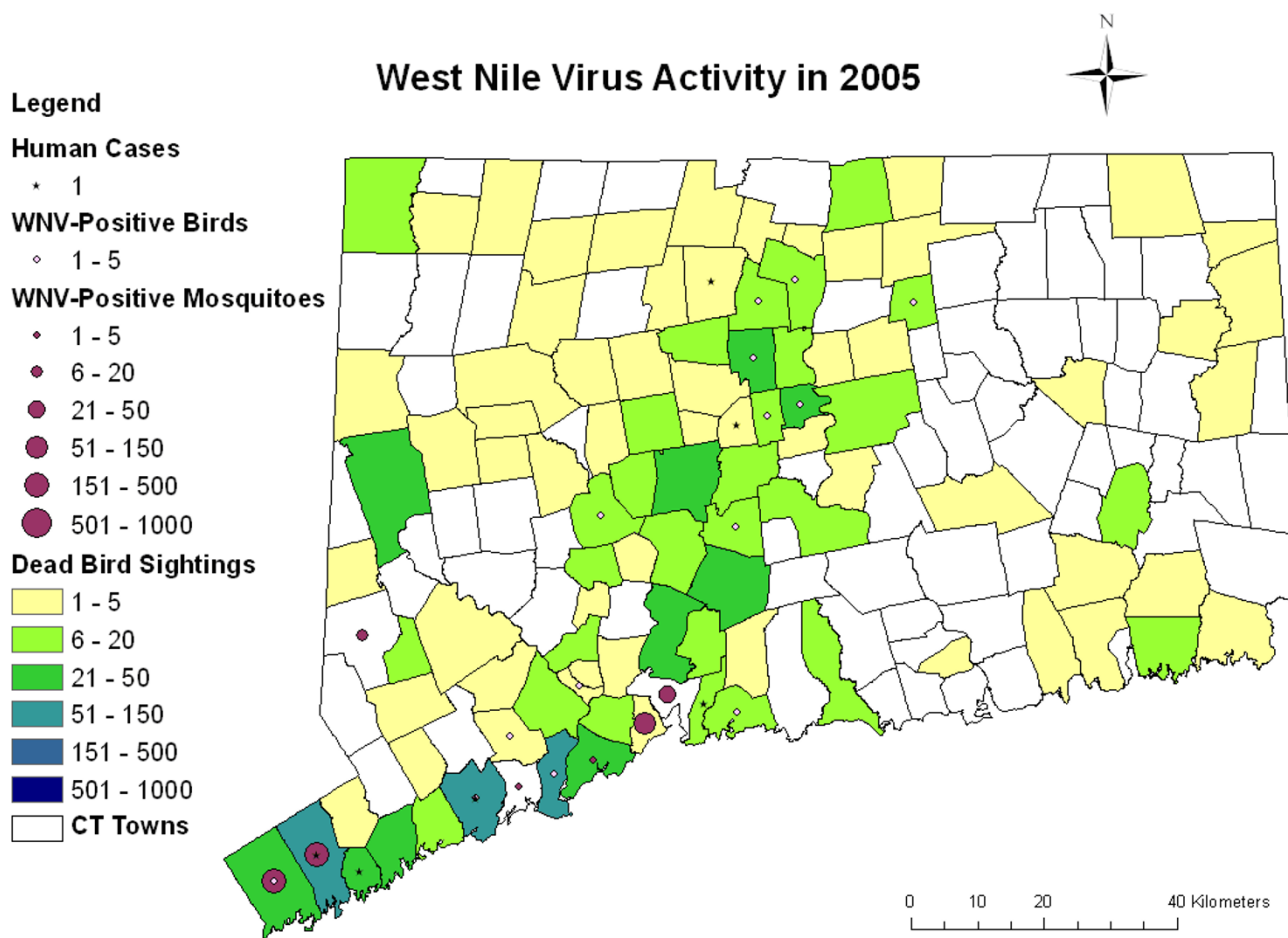 N
West Nile Virus Activity in 2005
Legend
Human Cases
1
WNV-Positive Birds
1 - 5
WNV-Positive Mosquitoes
1 - 5
6 - 20
21 - 50
51 - 150
151 - 500
501 - 1000
Dead Bird Sightings
1 - 5
6 - 20
21 - 50
51 - 150
151 - 500
501 - 1000
CT Towns
0 10 20 40 Kilometers